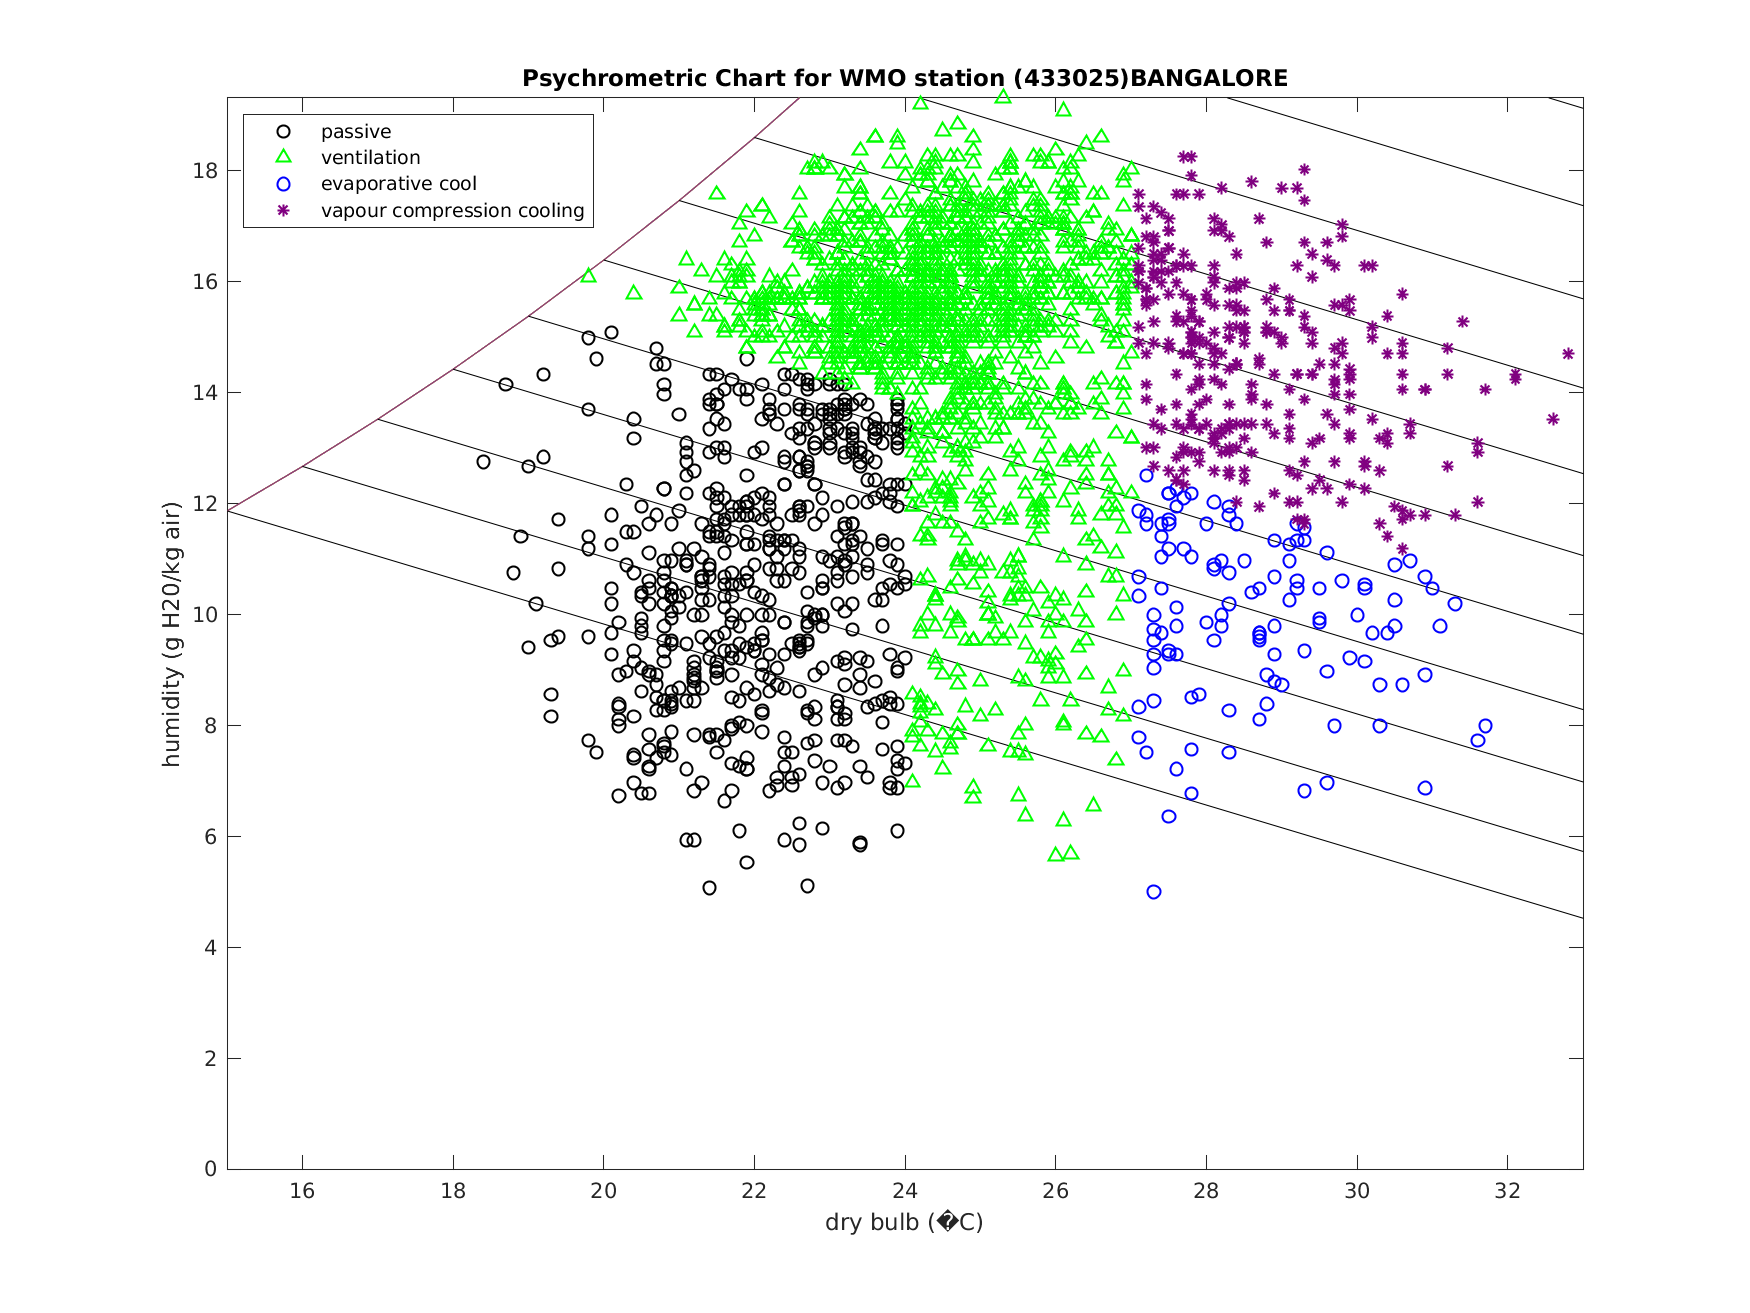 Psychrometric Chart for WMO station (433025)BANGALORE
passive
ventilation
evaporative cool
vapour compression cooling
humidity (g H20/kg air)
18
16
14
12
10
8
6
4
2
0
16 18 20 22 24 26 28 30 32
dry bulb (�C)